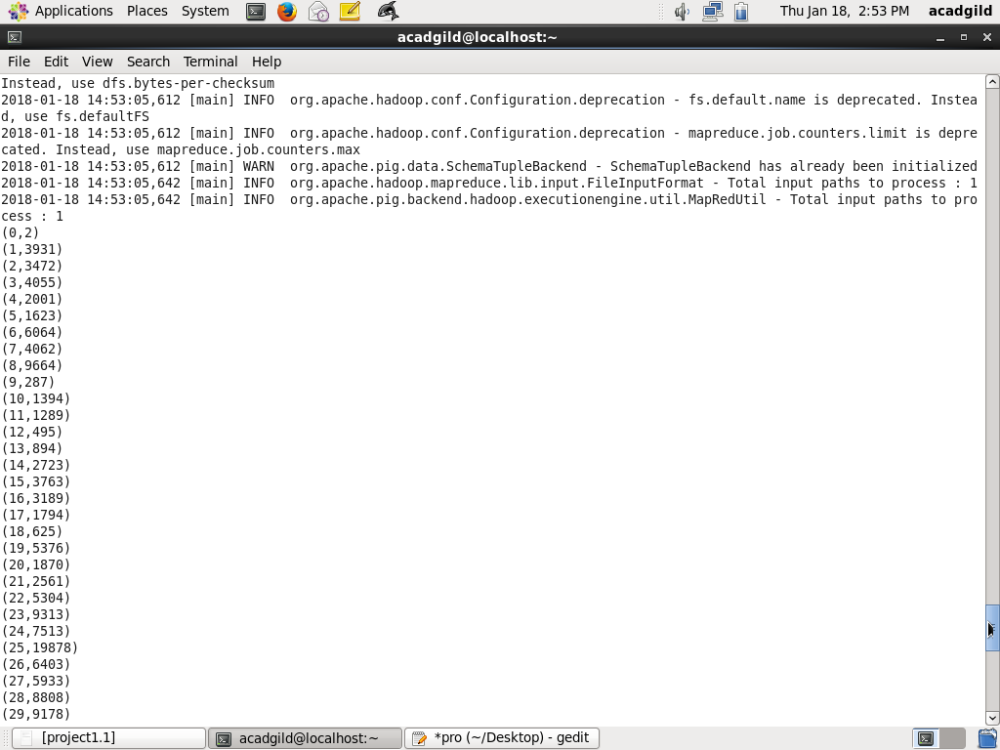 Applications Places System Thu Jan 18, 2:53 PM acadgild
acadgild@localhost:~
File Edit View Search Terminal Help
Instead, use dfs.bytes-per-checksum
2018-01-18 14:53:05,612 [main] INFO  org.apache.hadoop.conf.Configuration.deprecation - fs.default.name is deprecated. Instea
d, use fs.defaultFS
2018-01-18 14:53:05,612 [main] INFO  org.apache.hadoop.conf.Configuration.deprecation - mapreduce.job.counters.limit is depre
cated. Instead, use mapreduce.job.counters.max
2018-01-18 14:53:05,612 [main] WARN  org.apache.pig.data.SchemaTupleBackend - SchemaTupleBackend has already been initialized
2018-01-18 14:53:05,642 [main] INFO  org.apache.hadoop.mapreduce.lib.input.FileInputFormat - Total input paths to process : 1
2018-01-18 14:53:05,642 [main] INFO  org.apache.pig.backend.hadoop.executionengine.util.MapRedUtil - Total input paths to pro
cess : 1
(0,2)
(1,3931)
(2,3472)
(3,4055)
(4,2001)
(5,1623)
(6,6064)
(7,4062)
(8,9664)
(9,287)
(10,1394)
(11,1289)
(12,495)
(13,894)
(14,2723)
(15,3763)
(16,3189)
(17,1794)
(18,625)
(19,5376)
(20,1870)
(21,2561)
(22,5304)
(23,9313)
(24,7513)
(25,19878)
(26,6403)
(27,5933)
(28,8808)
(29,9178)
[project1.1] acadgild@localhost:~ *pro (~/Desktop) - gedit